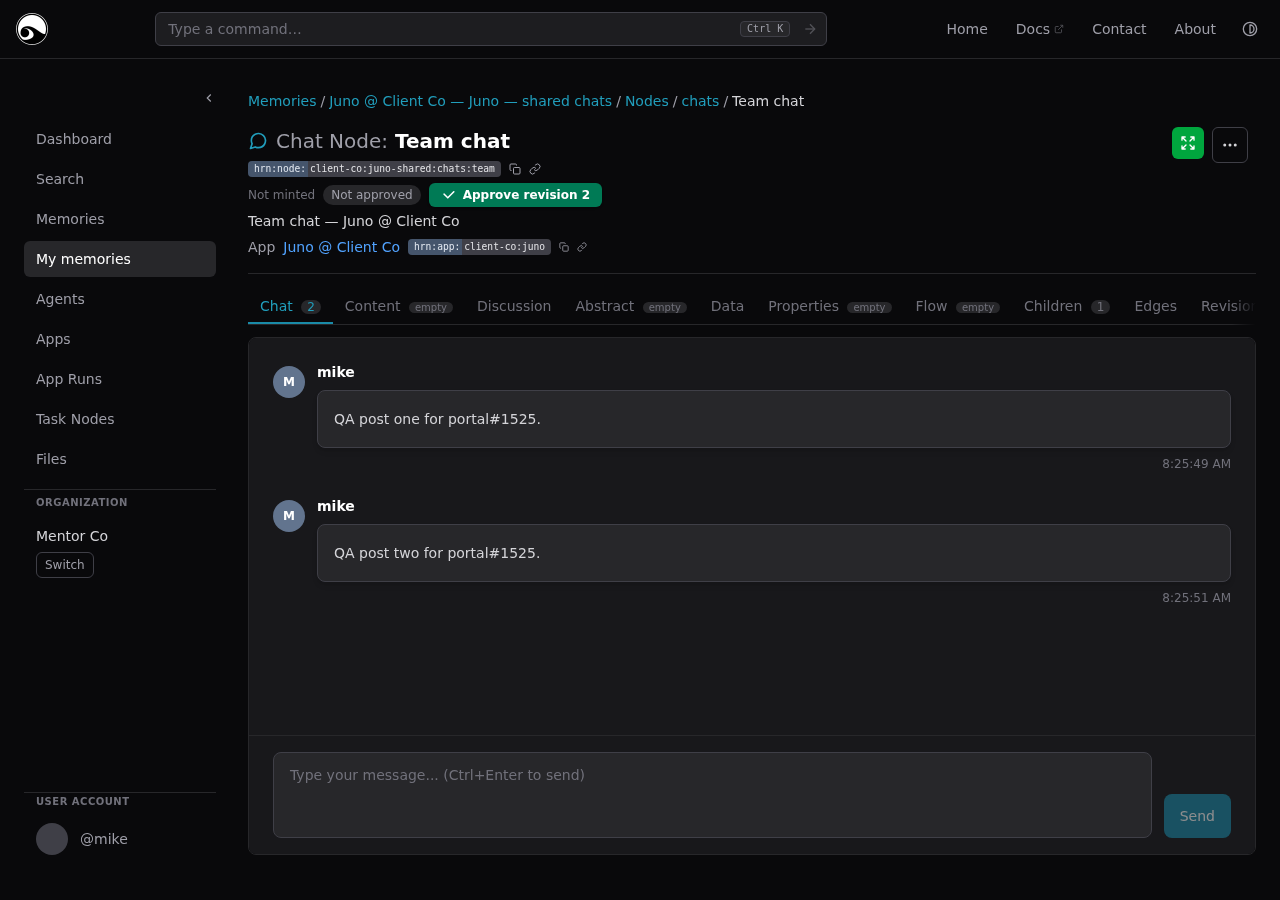 Type a command... Ctrl K
Home Docs Contact About
Memories / Juno @ Client Co — Juno — shared chats / Nodes / chats / Team chat
Dashboard
Search
Memories
My memories
Agents
Apps
App Runs
Task Nodes
Files
ORGANIZATION
Mentor Co
Switch
USER ACCOUNT
@mike
Chat Node: Team chat
hrn:node: client-co:juno-shared:chats:team
Not minted Not approved Approve revision 2
Team chat — Juno @ Client Co
App Juno @ Client Co hrn:app: client-co:juno
Chat 2 Content empty Discussion Abstract empty Data Properties empty Flow empty Children 1 Edges Revision
M mike
QA post one for portal#1525.
8:25:49 AM
M mike
QA post two for portal#1525.
8:25:51 AM
Type your message... (Ctrl+Enter to send)
Send